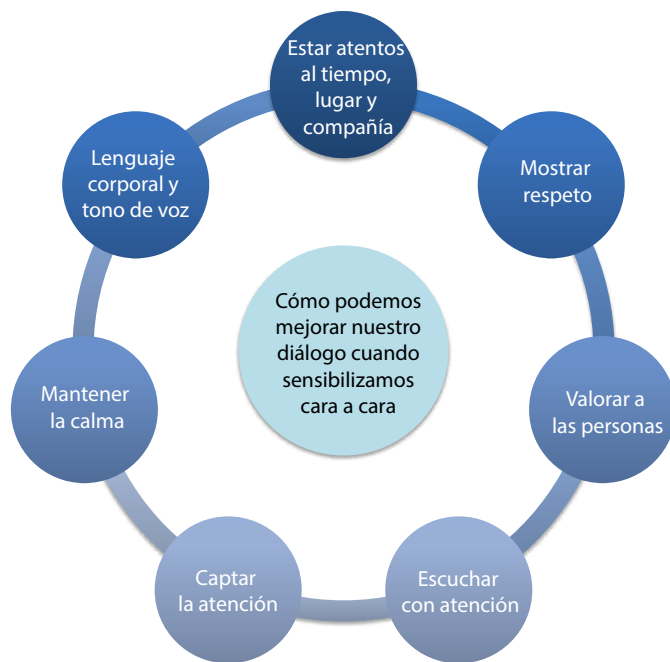 Estar atentos
al tiempo,
lugar y
compañía
Mostrar
respeto
Valorar a
las personas
Escuchar
con atención
Captar
la atención
Mantener
la calma
Lenguaje
corporal y
tono de voz
Cómo podemos
mejorar nuestro
diálogo cuando
sensibilizamos
cara a cara